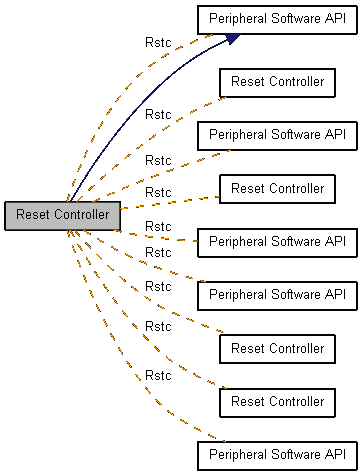 Peripheral Software API
Rstc
Reset Controller
Rstc
Peripheral Software API
Rstc
Reset Controller
Rstc
Reset Controller
Rstc
Peripheral Software API
Rstc
Peripheral Software API
Rstc
Reset Controller
Rstc
Reset Controller
Rstc
Peripheral Software API